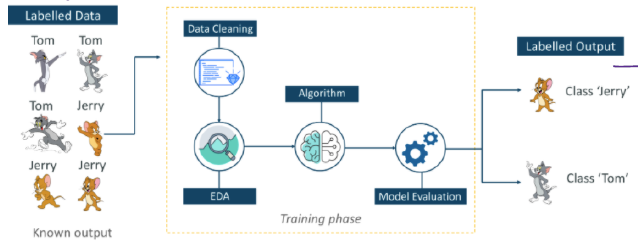 Labelled Data
Tom Tom
Tom Jerry
Jerry Jerry
Known output
Data Cleaning
EDA
Algorithm
Model Evaluation
Training phase
Labelled Output
Class 'Jerry'
Class 'Tom'